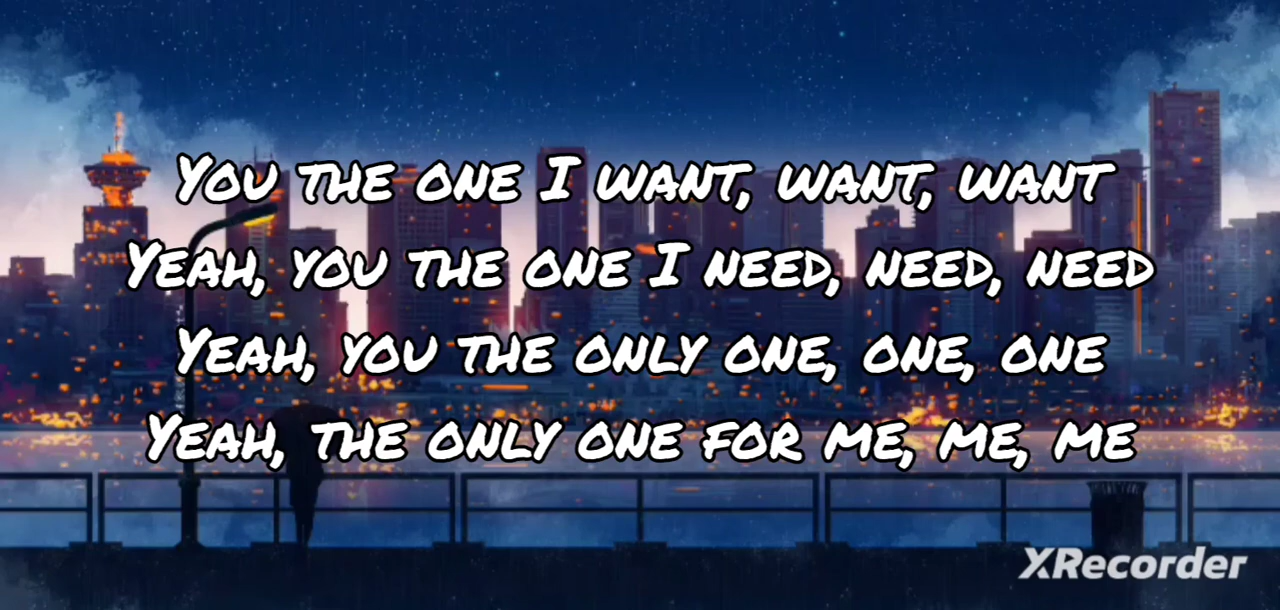 You the one I want, want, want
Yeah, you the one I need, need, need
Yeah, you the only one, one, one
Yeah, the only one for me, me, me
XRecorder